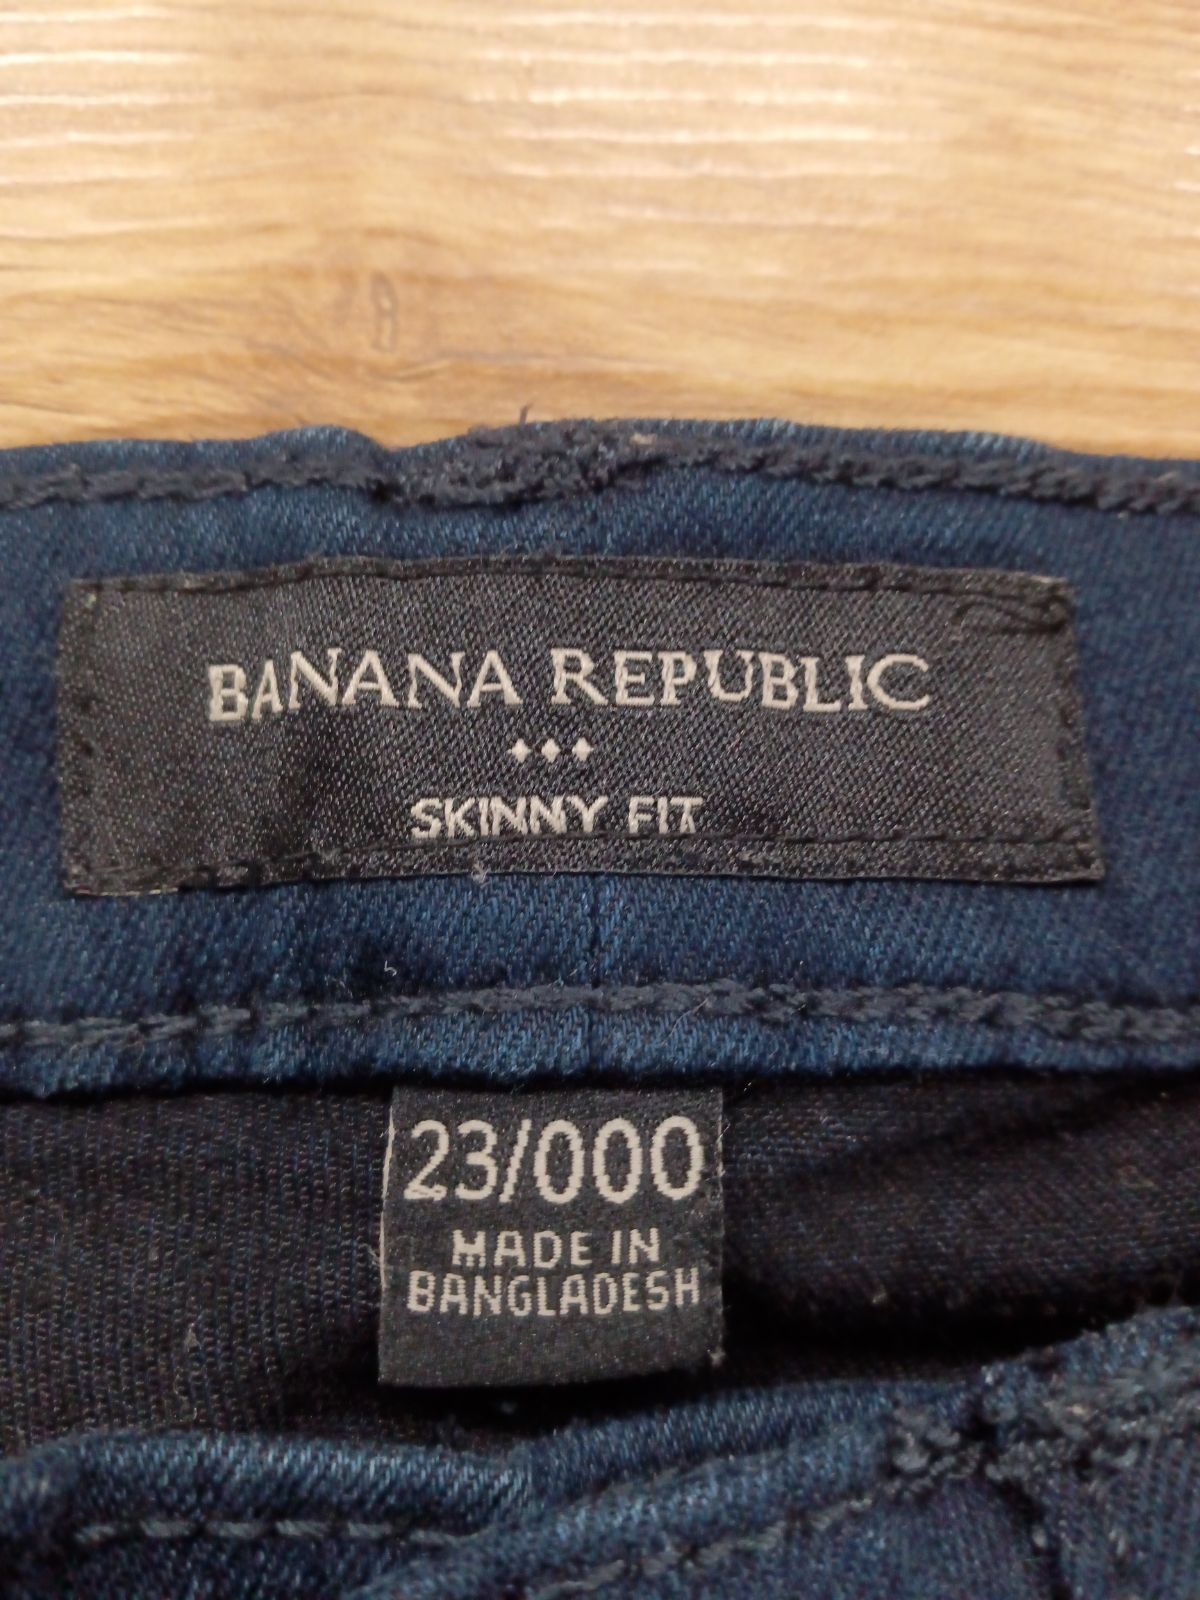 BANANA REPUBLIC
SKINNY FIT
23/000
MADE IN
BANGLADESH